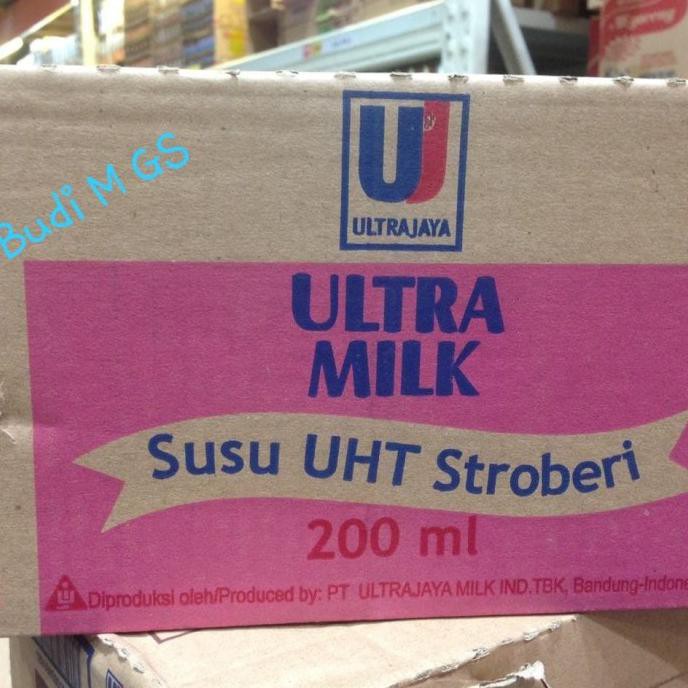 Budi M GS
UJ
ULTRAJAYA
ULTRA
MILK
Susu UHT Stroberi
200 ml
Diproduksi oleh/Produced by: PT ULTRAJAYA MILK IND.TBK, Bandung-Indone